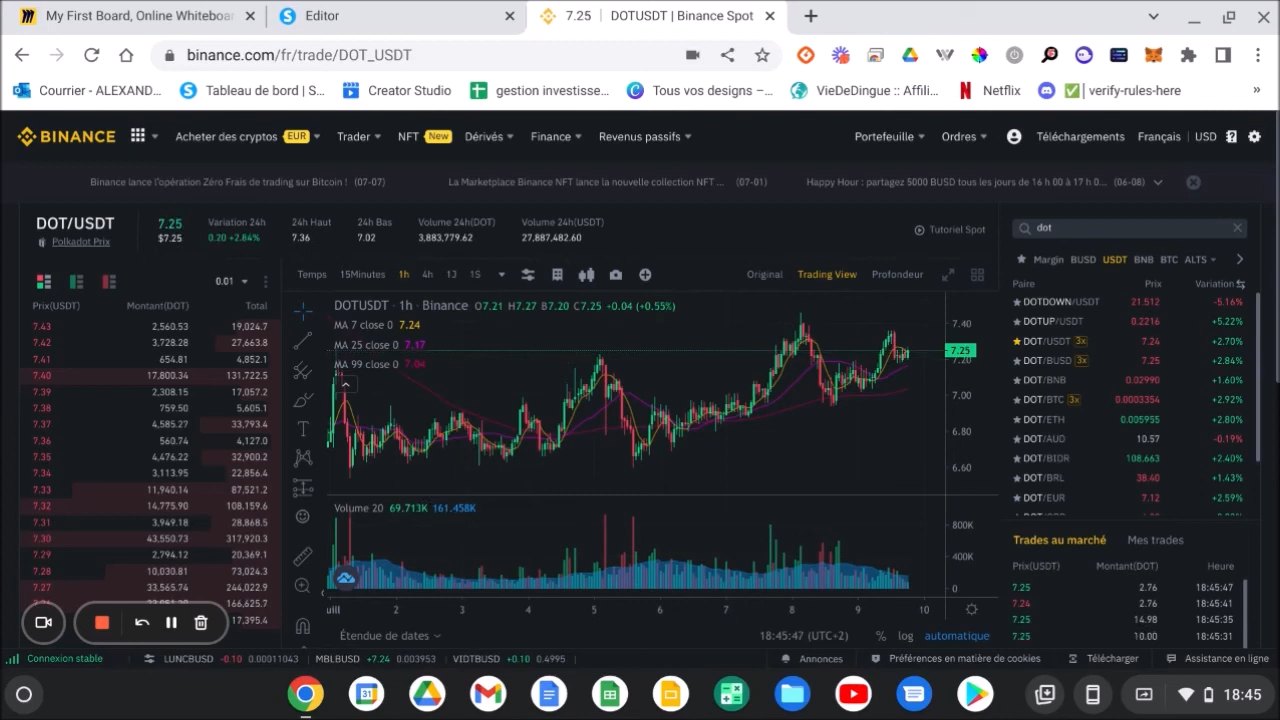 My First Board, Online Whiteboar
Editor
7.25 | DOTUSDT | Binance Spot
binance.com/fr/trade/DOT_USDT
Courrier - ALEXAND...
Tableau de bord | S...
Creator Studio
gestion investisse...
Tous vos designs –...
VieDeDingue :: Affili...
Netflix
✅ | verify-rules-here
»
BINANCE
Acheter des cryptos EUR
Trader
NFT New
Dérivés
Finance
Revenus passifs
Portefeuille
Ordres
Téléchargements
Français | USD
Binance lance l'opération Zéro Frais de trading sur Bitcoin ! (07-07)
La Marketplace Binance NFT lance la nouvelle collection NFT ... (07-01)
Happy Hour : partagez 5000 BUSD tous les jours de 16 h 00 à 17 h 0... (06-08)
DOT/USDT
Polkadot Prix
7.25
$7.25
Variation 24h
0.20 +2.84%
24h Haut
7.36
24h Bas
7.02
Volume 24h(DOT)
3,883,779.62
Volume 24h(USDT)
27,887,482.60
Tutoriel Spot
0.01
Prix(USDT) Montant(DOT) Total
7.43 2,560.53 19,024.7
7.42 3,728.28 27,663.8
7.41 654.81 4,852.1
7.40 17,800.34 131,722.5
7.39 2,308.15 17,057.2
7.38 759.50 5,605.1
7.37 4,585.27 33,793.4
7.36 560.74 4,127.0
7.35 4,476.22 32,900.2
7.34 3,113.95 22,856.4
7.33 11,940.14 87,521.2
7.32 14,775.90 108,159.6
7.31 3,949.18 28,868.5
7.30 43,550.73 317,920.3
7.29 2,794.12 20,369.1
7.28 10,030.81 73,024.3
7.27 33,565.74 244,022.9
166,625.7
17,395.4
Temps 15Minutes 1h 4h 1J 1S
Original Trading View Profondeur
DOTUSDT · 1h · Binance O7.21 H7.27 B7.20 C7.25 +0.04 (+0.55%)
MA 7 close 0 7.24
MA 25 close 0 7.17
MA 99 close 0 7.04
7.40
7.25
7.20
7.00
6.80
6.60
Volume 20 69.713K 161.458K
800K
400K
0
uill 2 3 4 5 6 7 8 9 10
Étendue de dates
18:45:47 (UTC+2) % log automatique
dot
Margin BUSD USDT BNB BTC ALTS
Paire Prix Variation
DOTDOWN/USDT 21.512 -5.16%
DOTUP/USDT 0.2216 +5.22%
DOT/USDT 3x 7.24 +2.70%
DOT/BUSD 3x 7.25 +2.84%
DOT/BNB 0.02990 +1.60%
DOT/BTC 3x 0.0003354 +2.92%
DOT/ETH 0.005955 +2.80%
DOT/AUD 10.57 -0.19%
DOT/BIDR 108,663 +2.40%
DOT/BRL 38.40 +1.43%
DOT/EUR 7.12 +2.59%
Trades au marché Mes trades
Prix(USDT) Montant(DOT) Heure
7.25 2.76 18:45:47
7.24 2.76 18:45:41
7.25 14.98 18:45:35
7.25 10.00 18:45:31
Connexion stable
LUNCBUSD -0.10 0.00011043
MBLBUSD +7.24 0.003953
VIDTBUSD +0.10 0.4995
Annonces
Préférences en matière de cookies
Télécharger
Assistance en ligne
31
18:45